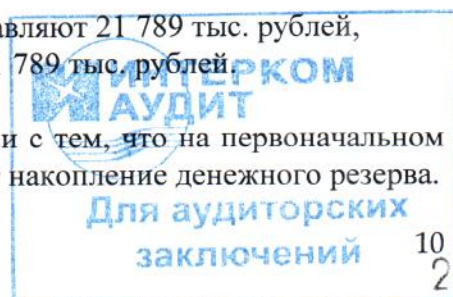 авляют 21 789 тыс. рублей,
789 тыс. рублей.
ИНТЕРКОМ
АУДИТ
и с тем, что на первоначальном
накопление денежного резерва.
Для аудиторских
заключений
10
2